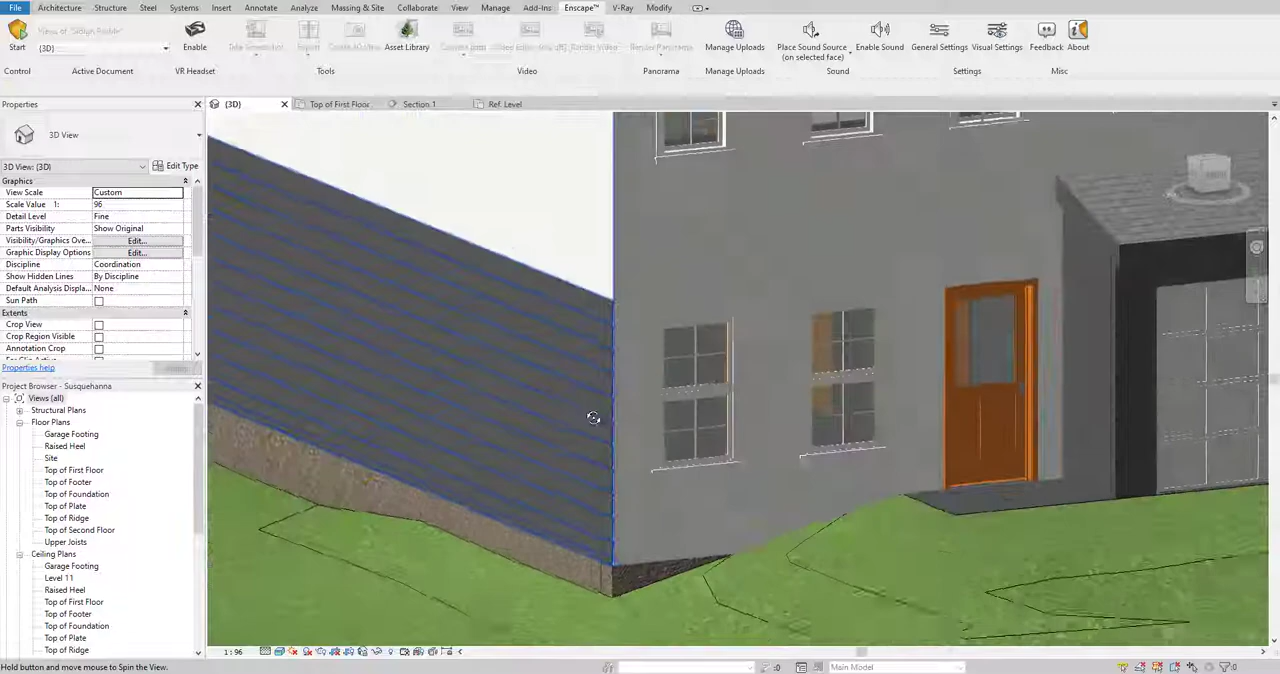 File Architecture Structure Steel Systems Insert Annotate Analyze Massing & Site Collaborate View Manage Add-Ins Enscape™ V-Ray Modify
Start
{3D}
Enable
Asset Library
Manage Uploads
Place Sound Source
(on selected face)
Enable Sound
General Settings
Visual Settings
Feedback
About
Control Active Document VR Headset Tools Video Panorama Manage Uploads Sound Settings Misc
Properties
{3D} Top of First Floor Section 1 Ref. Level
3D View
3D View: {3D} Edit Type
Graphics
View Scale Custom
Scale Value 1: 96
Detail Level Fine
Parts Visibility Show Original
Visibility/Graphics Ove... Edit...
Graphic Display Options Edit...
Discipline Coordination
Show Hidden Lines By Discipline
Default Analysis Displa... None
Sun Path
Extents
Crop View
Crop Region Visible
Annotation Crop
Properties help
Project Browser - Susquehanna
Views (all)
Structural Plans
Floor Plans
Garage Footing
Raised Heel
Site
Top of First Floor
Top of Footer
Top of Foundation
Top of Plate
Top of Ridge
Top of Second Floor
Upper Joists
Ceiling Plans
Garage Footing
Level 11
Raised Heel
Top of First Floor
Top of Footer
Top of Foundation
Top of Plate
Top of Ridge
1 : 96
Hold button and move mouse to Spin the View.
:0
Main Model
:0